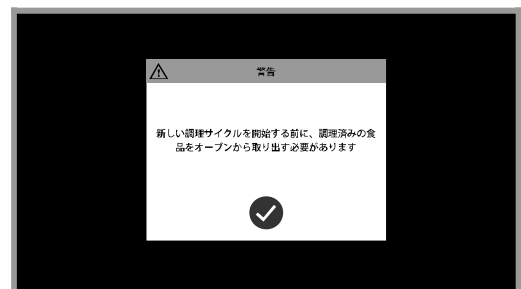 警告
新しい調理サイクルを開始する前に、調理済みの食
品をオーブンから取り出す必要があります